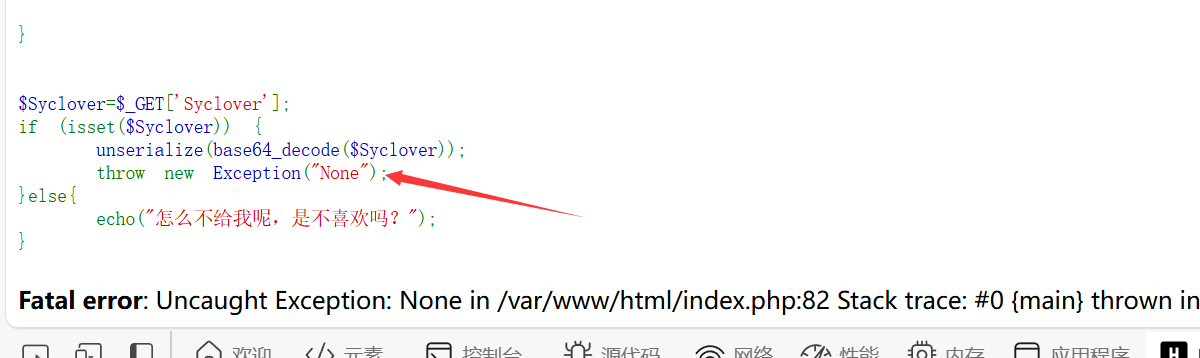 }
$Syclover=$_GET['Syclover'];
if (isset($Syclover)) {
unserialize(base64_decode($Syclover));
throw new Exception("None");
}else{
echo("怎么不给我呢，是不喜欢吗？");
}
Fatal error: Uncaught Exception: None in /var/www/html/index.php:82 Stack trace: #0 {main} thrown in
欢迎 元素 控制台 源代码 网络 性能 内存 应用程序 H